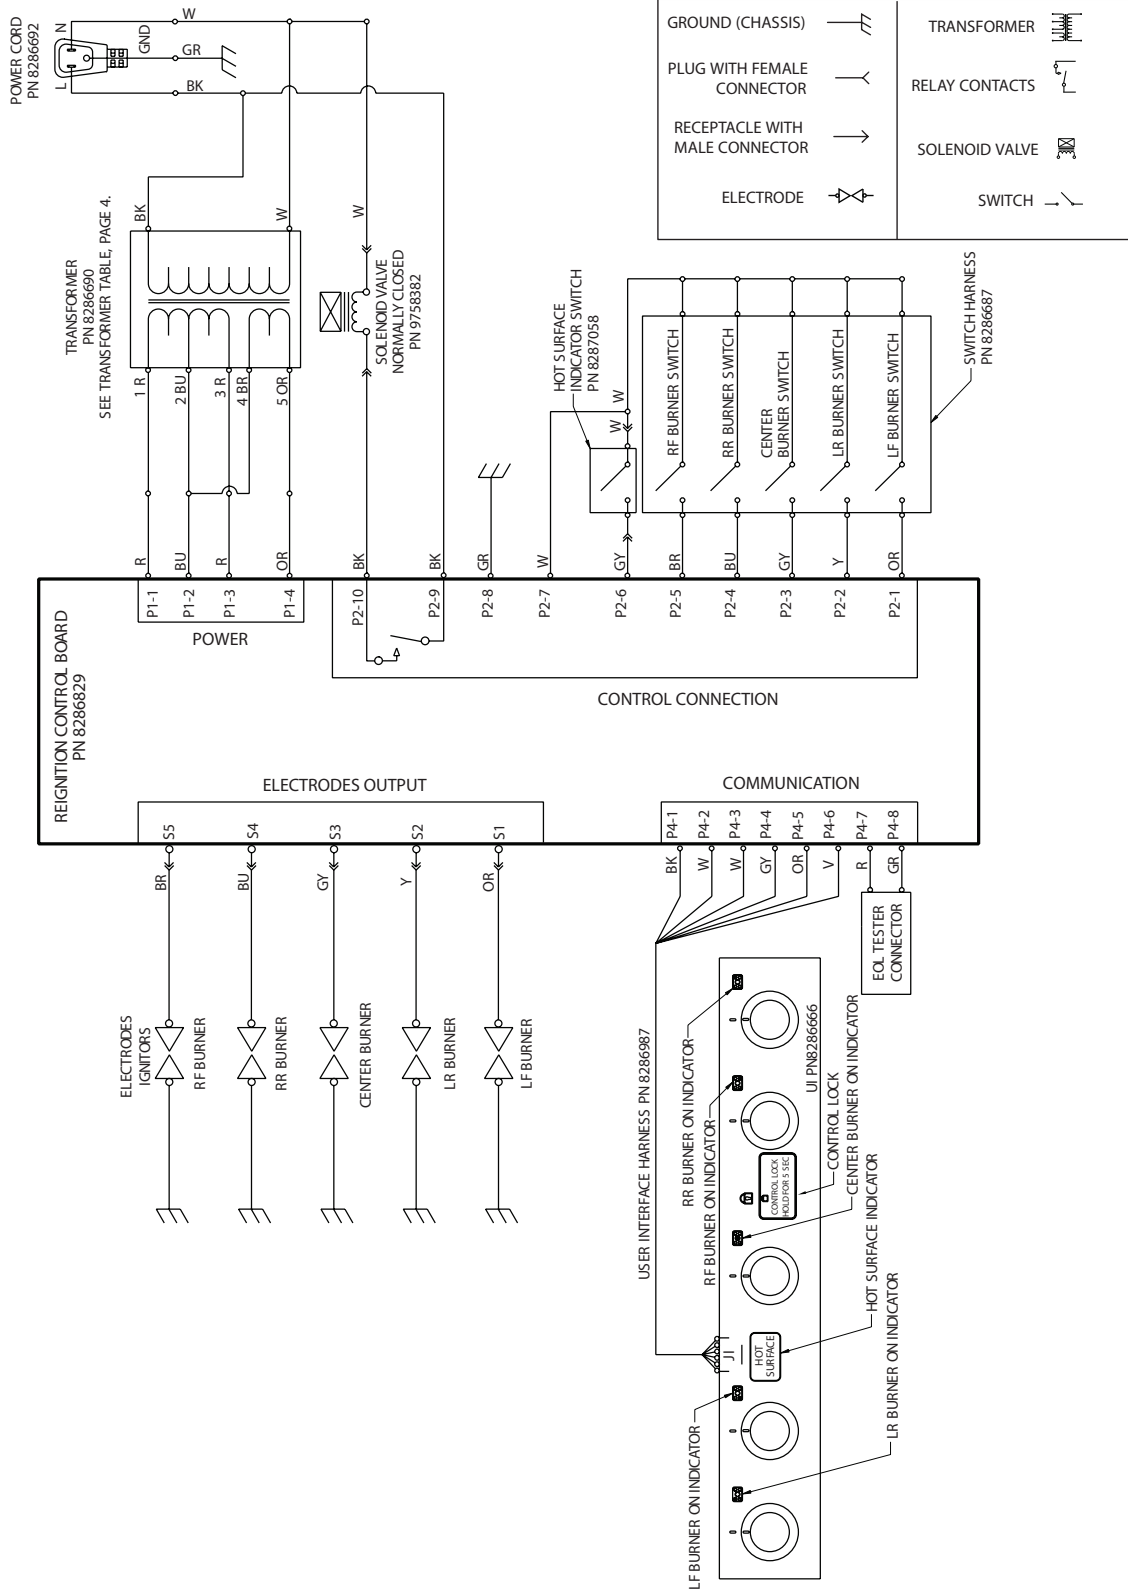 POWER CORD
PN 8286692
N
L
GND
W
GR
BK
GROUND (CHASSIS)
PLUG WITH FEMALE
CONNECTOR
RECEPTACLE WITH
MALE CONNECTOR
ELECTRODE
TRANSFORMER
RELAY CONTACTS
SOLENOID VALVE
SWITCH
TRANSFORMER
PN 8286690
SEE TRANSFORMER TABLE, PAGE 4.
BK
W
W
1 R
2 BU
3 R
4 BR
5 OR
SOLENOID VALVE
NORMALLY CLOSED
PN 9758382
HOT SURFACE
INDICATOR SWITCH
PN 8287058
W
W
RF BURNER SWITCH
RR BURNER SWITCH
CENTER
BURNER SWITCH
LR BURNER SWITCH
LF BURNER SWITCH
SWITCH HARNESS
PN 8286687
R
BU
R
OR
BK
BK
GR
W
GY
BR
BU
GY
Y
OR
P1-1
P1-2
P1-3
P1-4
P2-10
P2-9
P2-8
P2-7
P2-6
P2-5
P2-4
P2-3
P2-2
P2-1
POWER
CONTROL CONNECTION
REIGNITION CONTROL BOARD
PN 8286829
ELECTRODES OUTPUT
COMMUNICATION
S5
S4
S3
S2
S1
P4-1
P4-2
P4-3
P4-4
P4-5
P4-6
P4-7
P4-8
BR
BU
GY
Y
OR
BK
W
W
GY
OR
V
R
GR
EOL TESTER
CONNECTOR
ELECTRODES
IGNITORS
RF BURNER
RR BURNER
CENTER BURNER
LR BURNER
LF BURNER
USER INTERFACE HARNESS PN 8286987
RR BURNER ON INDICATOR
RF BURNER ON INDICATOR
UI PN8286666
CONTROL LOCK
HOLD FOR 5 SEC
CONTROL LOCK
CENTER BURNER ON INDICATOR
HOT SURFACE INDICATOR
J1
HOT
SURFACE
LR BURNER ON INDICATOR
LF BURNER ON INDICATOR